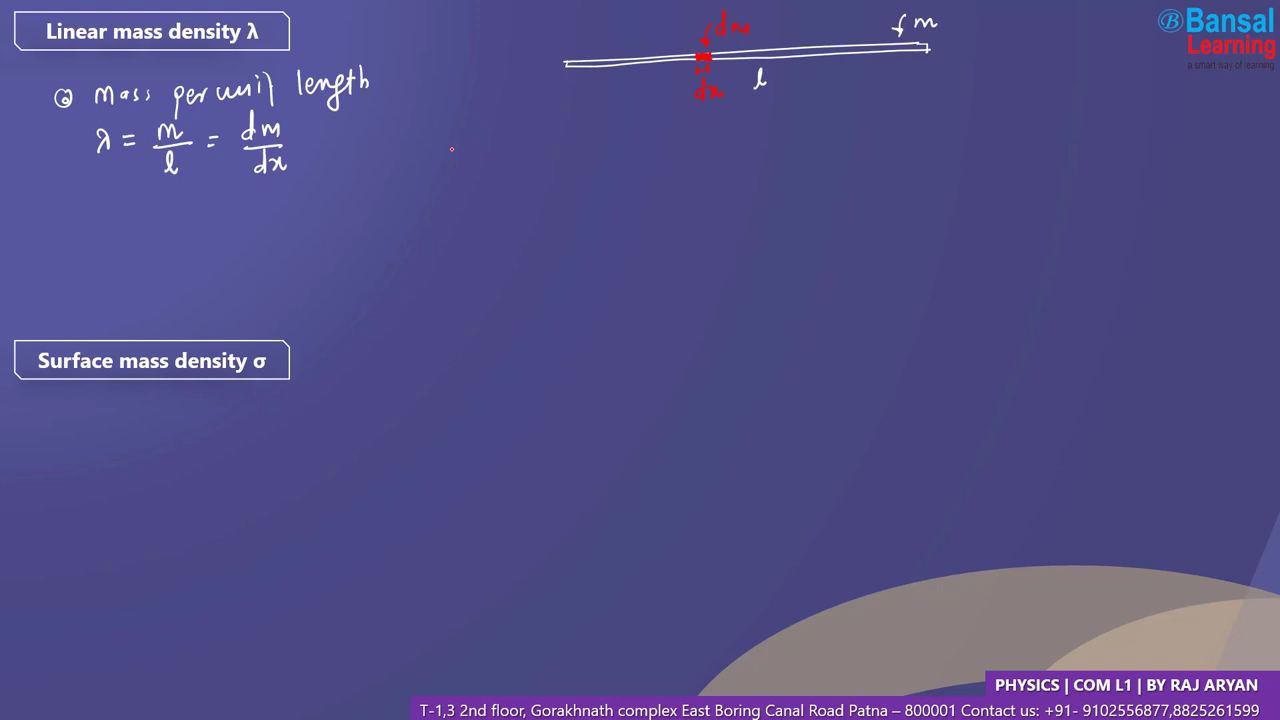 Linear mass density λ
mass per unit length
λ = m/l = dm/dx
dm
m
dx
l
Surface mass density σ
Bansal
Learning
a smart way of learning
PHYSICS | COM L1 | BY RAJ ARYAN
T-1,3 2nd floor, Gorakhnath complex East Boring Canal Road Patna – 800001 Contact us: +91- 9102556877,8825261599